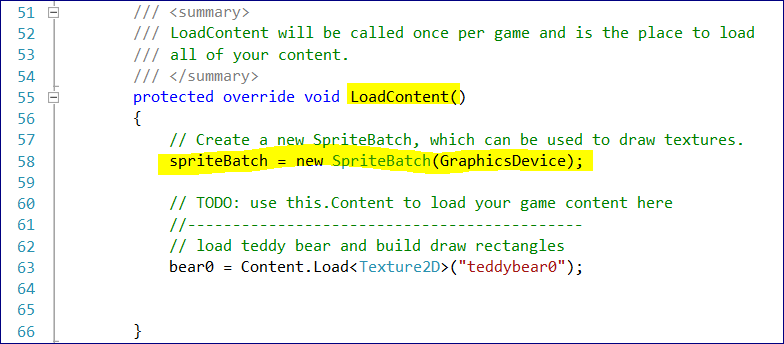 51 /// <summary>
52 /// LoadContent will be called once per game and is the place to load
53 /// all of your content.
54 /// </summary>
55 protected override void LoadContent()
56 {
57 // Create a new SpriteBatch, which can be used to draw textures.
58 spriteBatch = new SpriteBatch(GraphicsDevice);
59
60 // TODO: use this.Content to load your game content here
61 //--------------------------------------------
62 // load teddy bear and build draw rectangles
63 bear0 = Content.Load<Texture2D>("teddybear0");
64
65
66 }